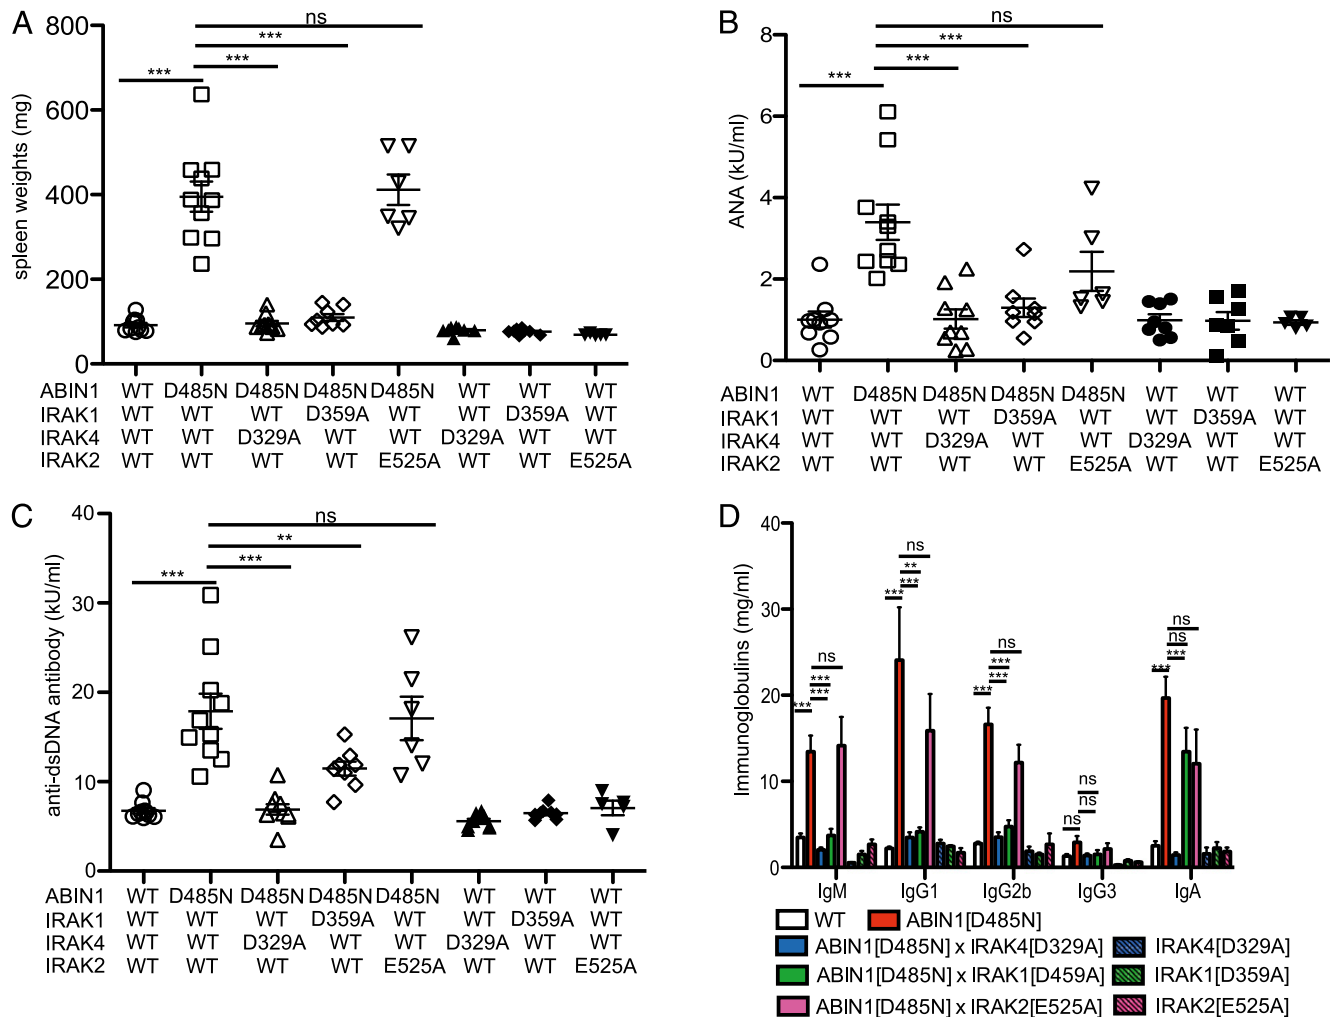 A
ns
***
***
***
spleen weights (mg)
800
600
400
200
0
ABIN1 WT D485N D485N D485N D485N WT WT WT
IRAK1 WT WT WT D359A WT WT D359A WT
IRAK4 WT WT D329A WT WT D329A WT WT
IRAK2 WT WT WT WT E525A WT WT E525A
B
ns
***
***
***
ANA (kU/ml)
8
6
4
2
0
ABIN1 WT D485N D485N D485N D485N WT WT WT
IRAK1 WT WT WT D359A WT WT D359A WT
IRAK4 WT WT D329A WT WT D329A WT WT
IRAK2 WT WT WT WT E525A WT WT E525A
C
ns
**
***
***
anti-dsDNA antibody (kU/ml)
40
30
20
10
0
ABIN1 WT D485N D485N D485N D485N WT WT WT
IRAK1 WT WT WT D359A WT WT D359A WT
IRAK4 WT WT D329A WT WT D329A WT WT
IRAK2 WT WT WT WT E525A WT WT E525A
D
Immunoglobulins (mg/ml)
40
30
20
10
0
ns
***
***
***
ns
**
***
***
ns
***
***
***
ns
ns
ns
ns
ns
***
***
IgM IgG1 IgG2b IgG3 IgA
WT ABIN1[D485N]
ABIN1[D485N] x IRAK4[D329A] IRAK4[D329A]
ABIN1[D485N] x IRAK1[D459A] IRAK1[D359A]
ABIN1[D485N] x IRAK2[E525A] IRAK2[E525A]